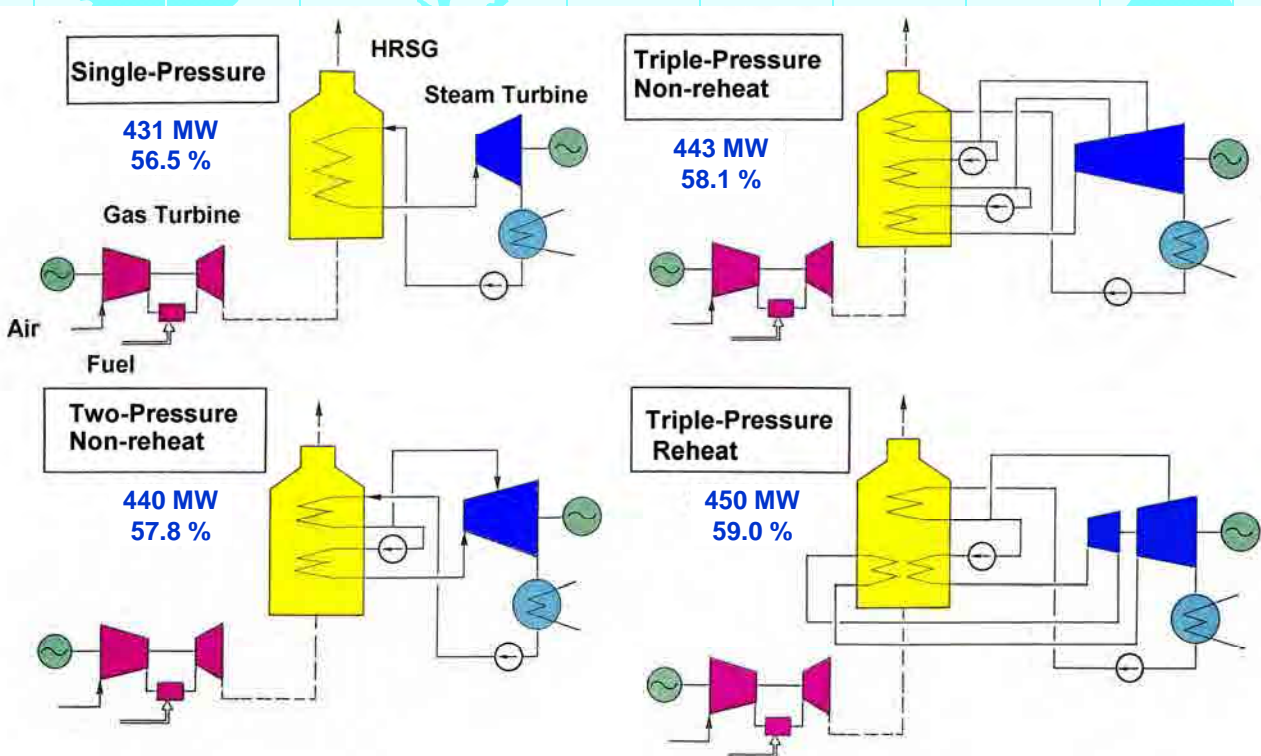 Single-Pressure
431 MW
56.5 %
HRSG
Steam Turbine
Gas Turbine
Air
Fuel
Triple-Pressure
Non-reheat
443 MW
58.1 %
Two-Pressure
Non-reheat
440 MW
57.8 %
Triple-Pressure
Reheat
450 MW
59.0 %